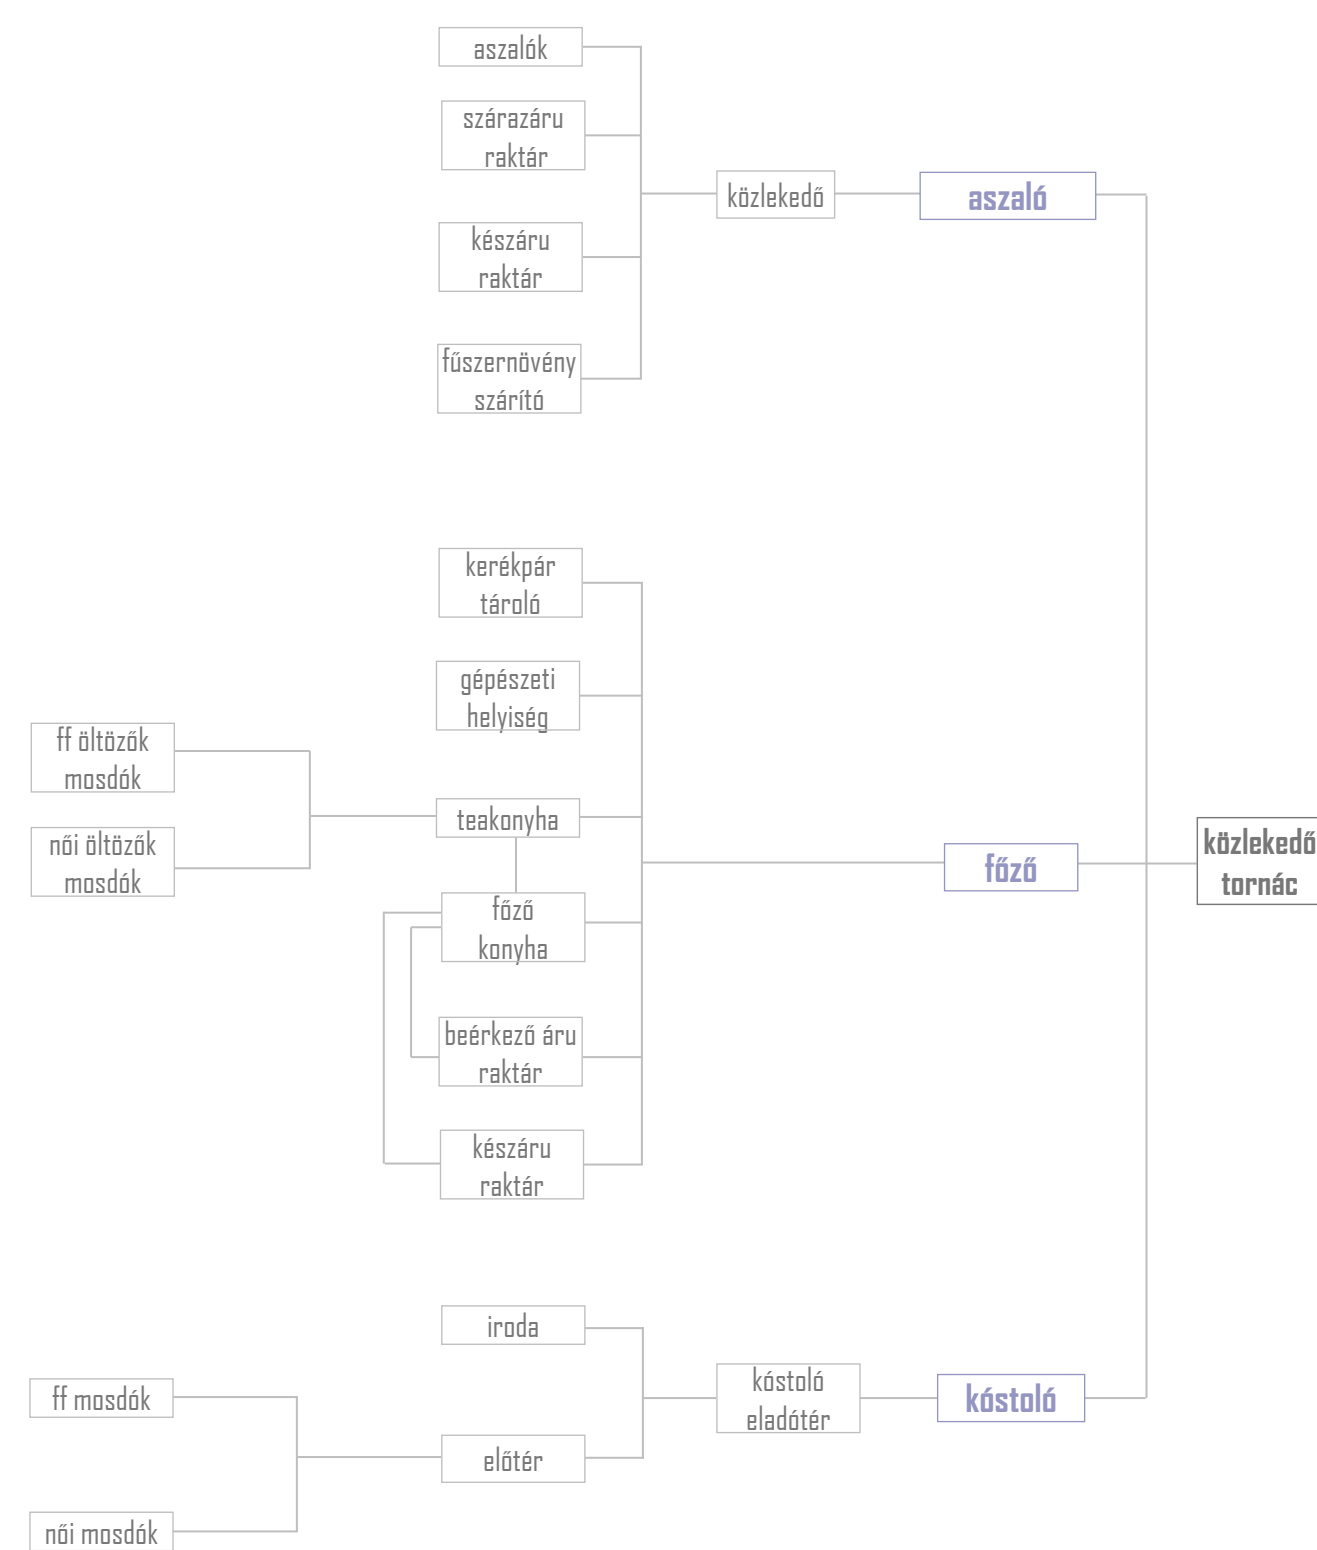 aszalók
szárazáru
raktár
közlekedő
aszaló
készáru
raktár
fűszernövény
szárító
kerékpár
tároló
gépészeti
helyiség
ff öltözők
mosdók
teakonyha
női öltözők
mosdók
főző
közlekedő
tornác
főző
konyha
beérkező áru
raktár
készáru
raktár
iroda
kóstoló
eladótér
kóstoló
ff mosdók
előtér
női mosdók